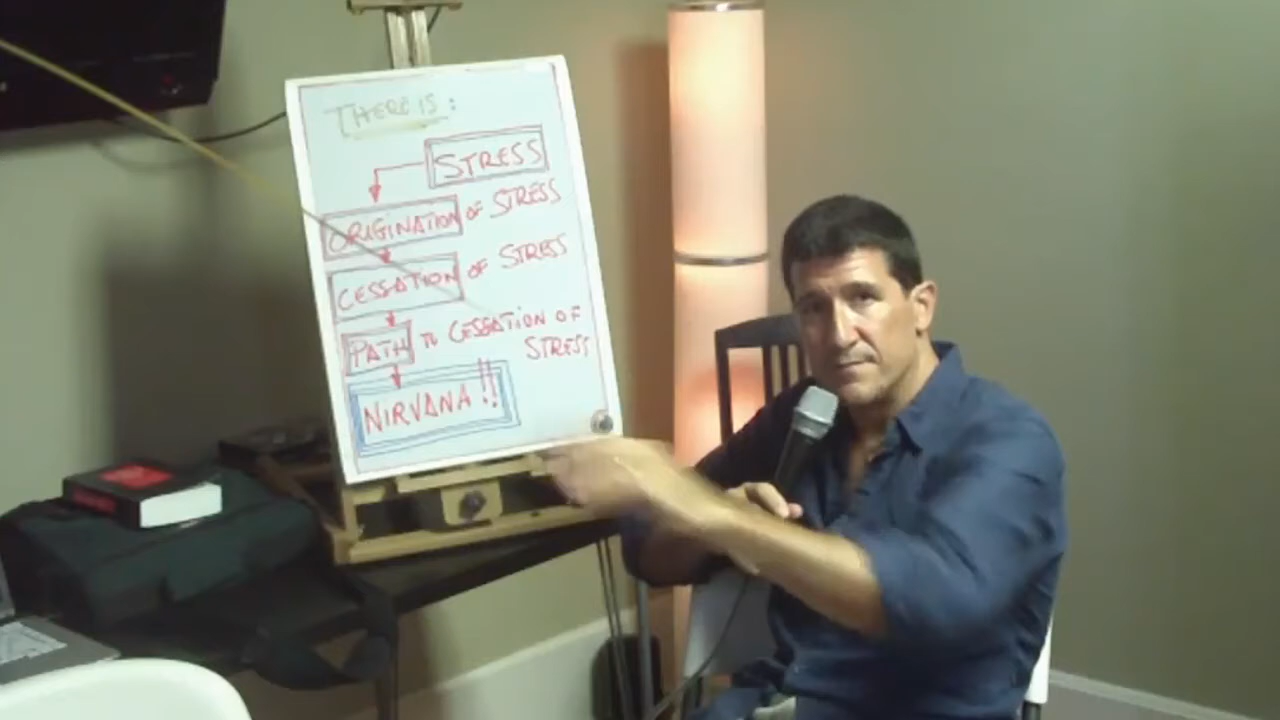 THERE IS:
STRESS
ORIGINATION OF STRESS
CESSATION OF STRESS
PATH TO CESSATION OF
STRESS
NIRVANA!!